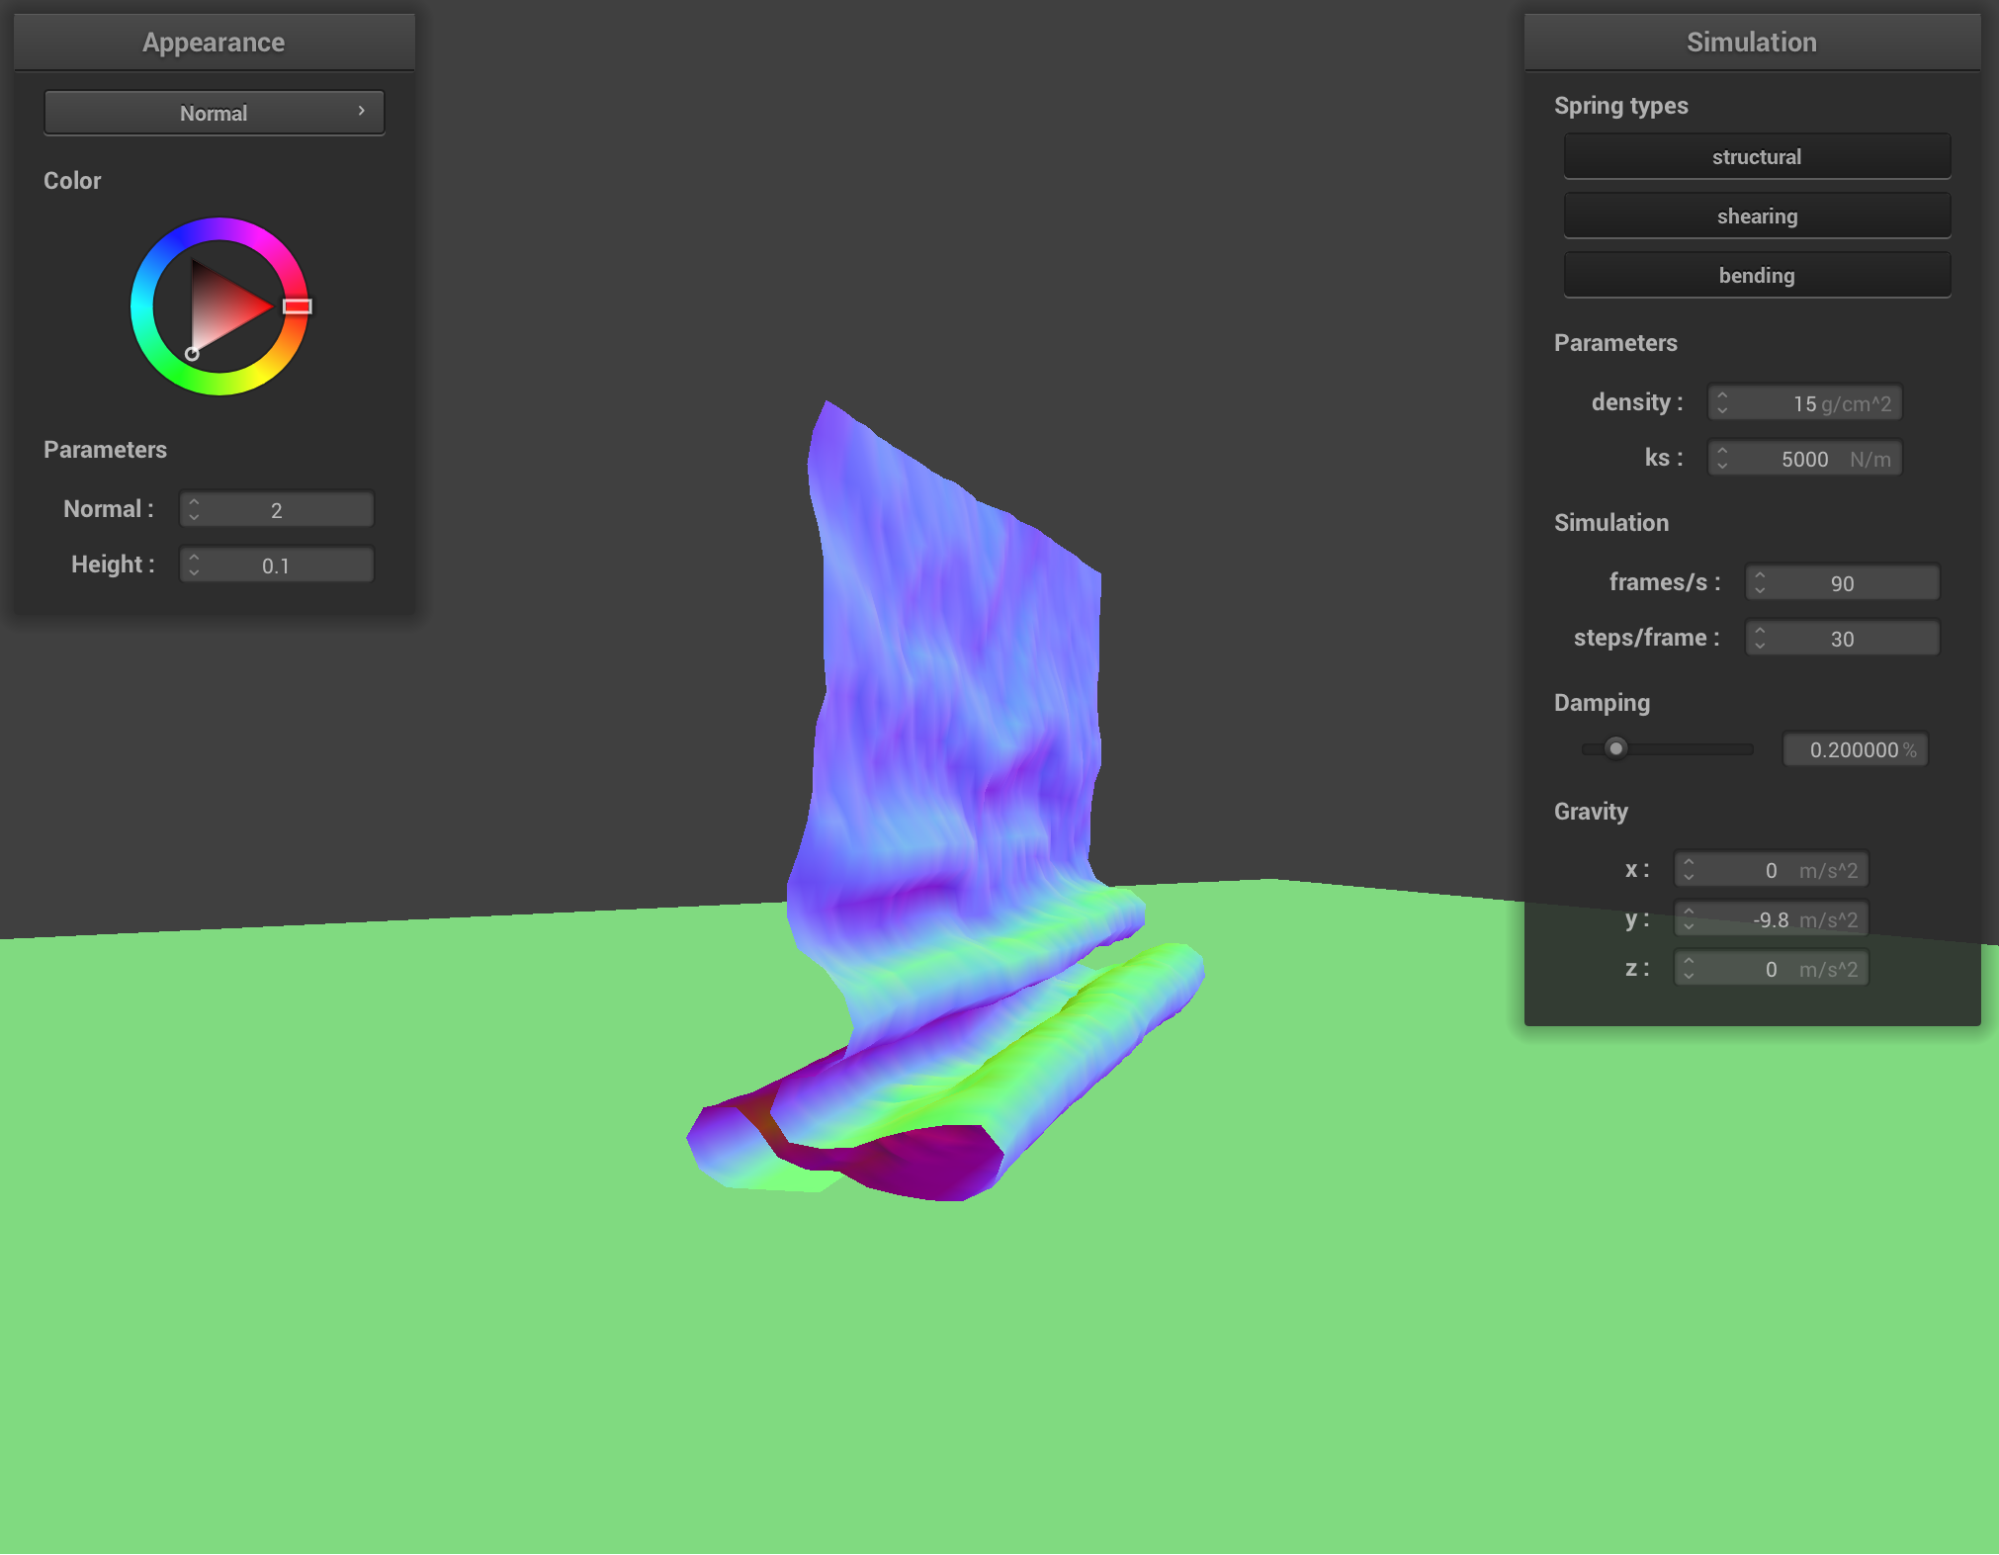 Appearance
Normal
Color
Parameters
Normal : 2
Height : 0.1
Simulation
Spring types
structural
shearing
bending
Parameters
density : 15 g/cm^2
ks : 5000 N/m
Simulation
frames/s : 90
steps/frame : 30
Damping
0.200000 %
Gravity
x : 0 m/s^2
y : -9.8 m/s^2
z : 0 m/s^2